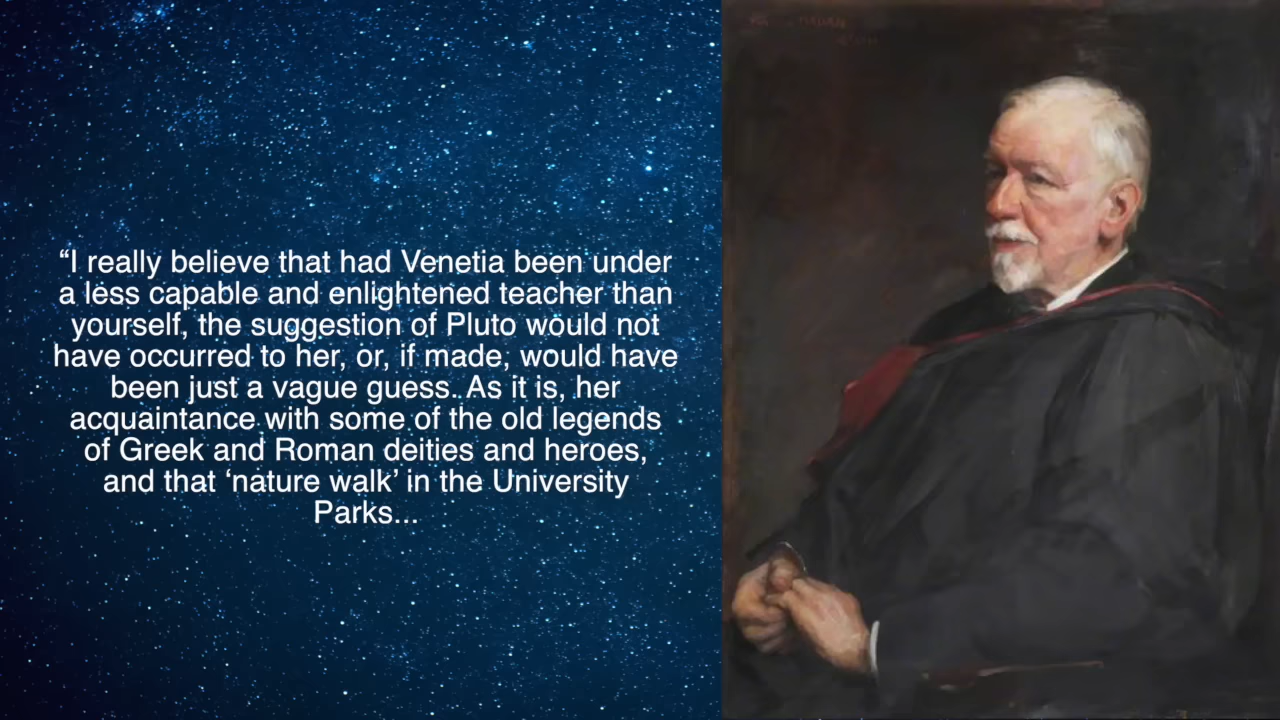 “I really believe that had Venetia been under
a less capable and enlightened teacher than
yourself, the suggestion of Pluto would not
have occurred to her, or, if made, would have
been just a vague guess. As it is, her
acquaintance with some of the old legends
of Greek and Roman deities and heroes,
and that ‘nature walk’ in the University
Parks...